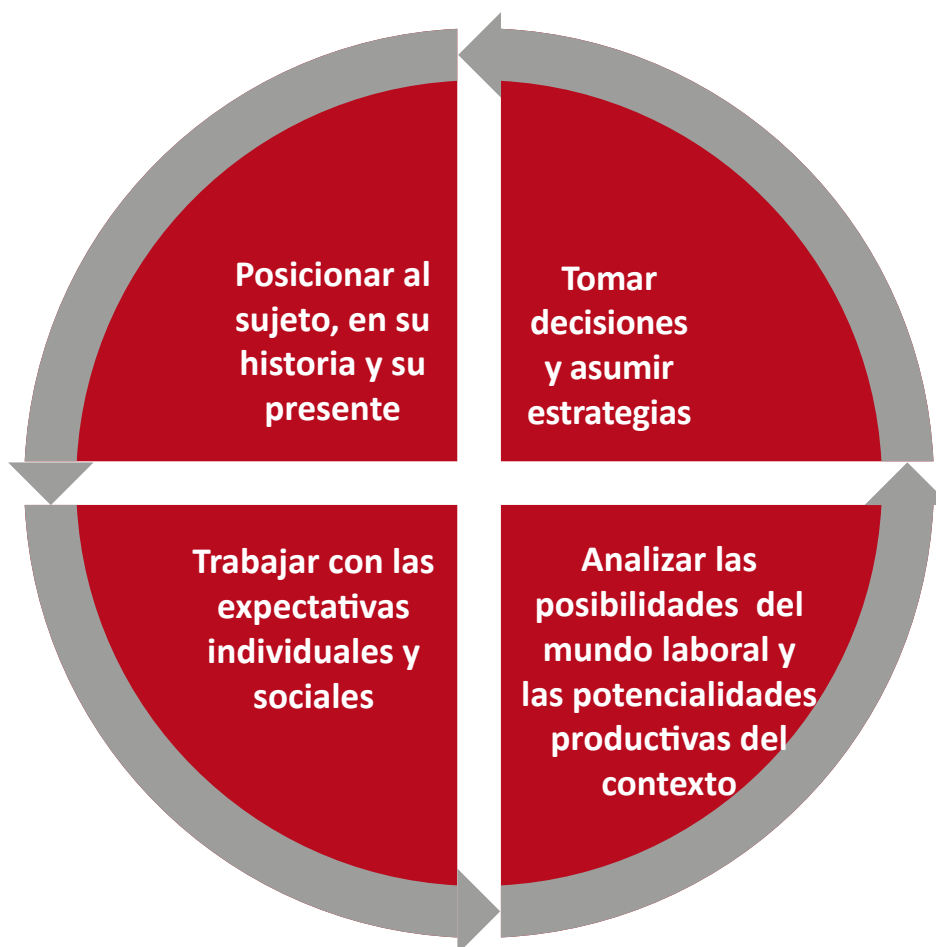 Posicionar al
sujeto, en su
historia y su
presente
Tomar
decisiones
y asumir
estrategias
Trabajar con las
expectativas
individuales y
sociales
Analizar las
posibilidades  del
mundo laboral y
las potencialidades
productivas del
contexto